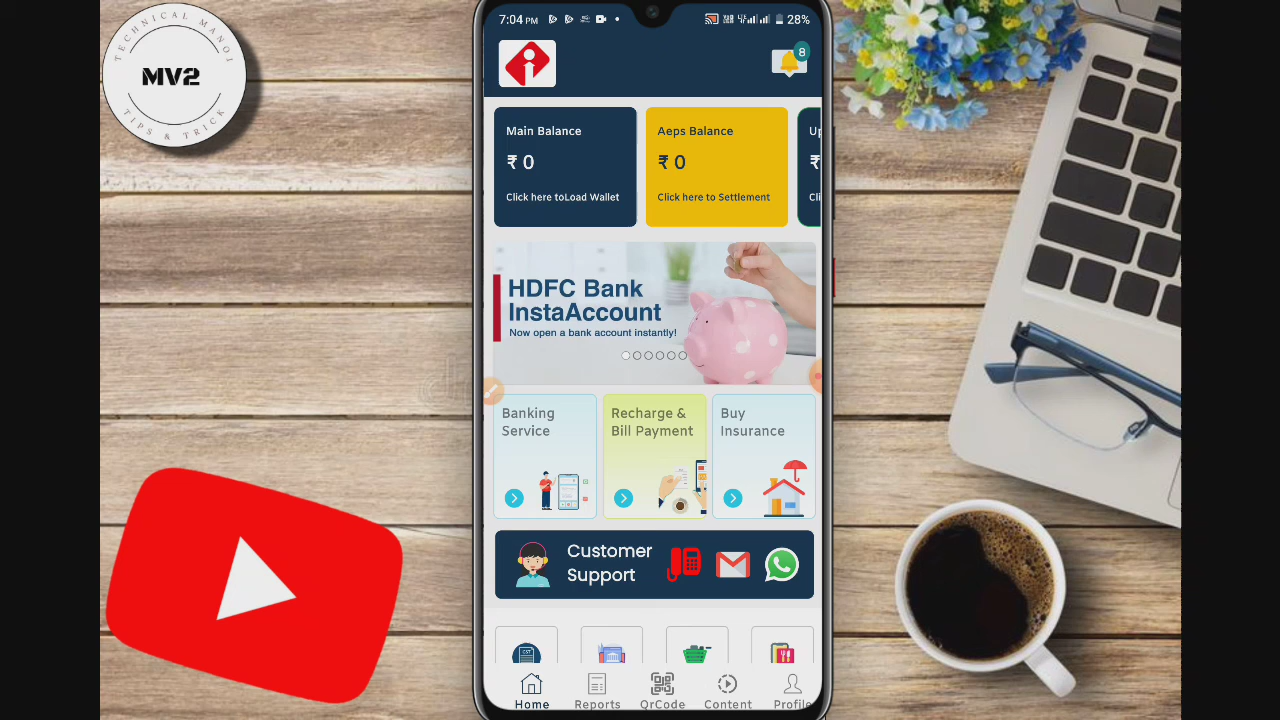 TECHNICAL MANOJ
MV2
TIPS & TRICK
7:04 PM
28%
8
Main Balance
₹ 0
Click here toLoad Wallet
Aeps Balance
₹ 0
Click here to Settlement
₹
HDFC Bank
InstaAccount
Now open a bank account instantly!
Banking
Service
Recharge &
Bill Payment
Buy
Insurance
Customer
Support
Home
Reports
QrCode
Content
Profile